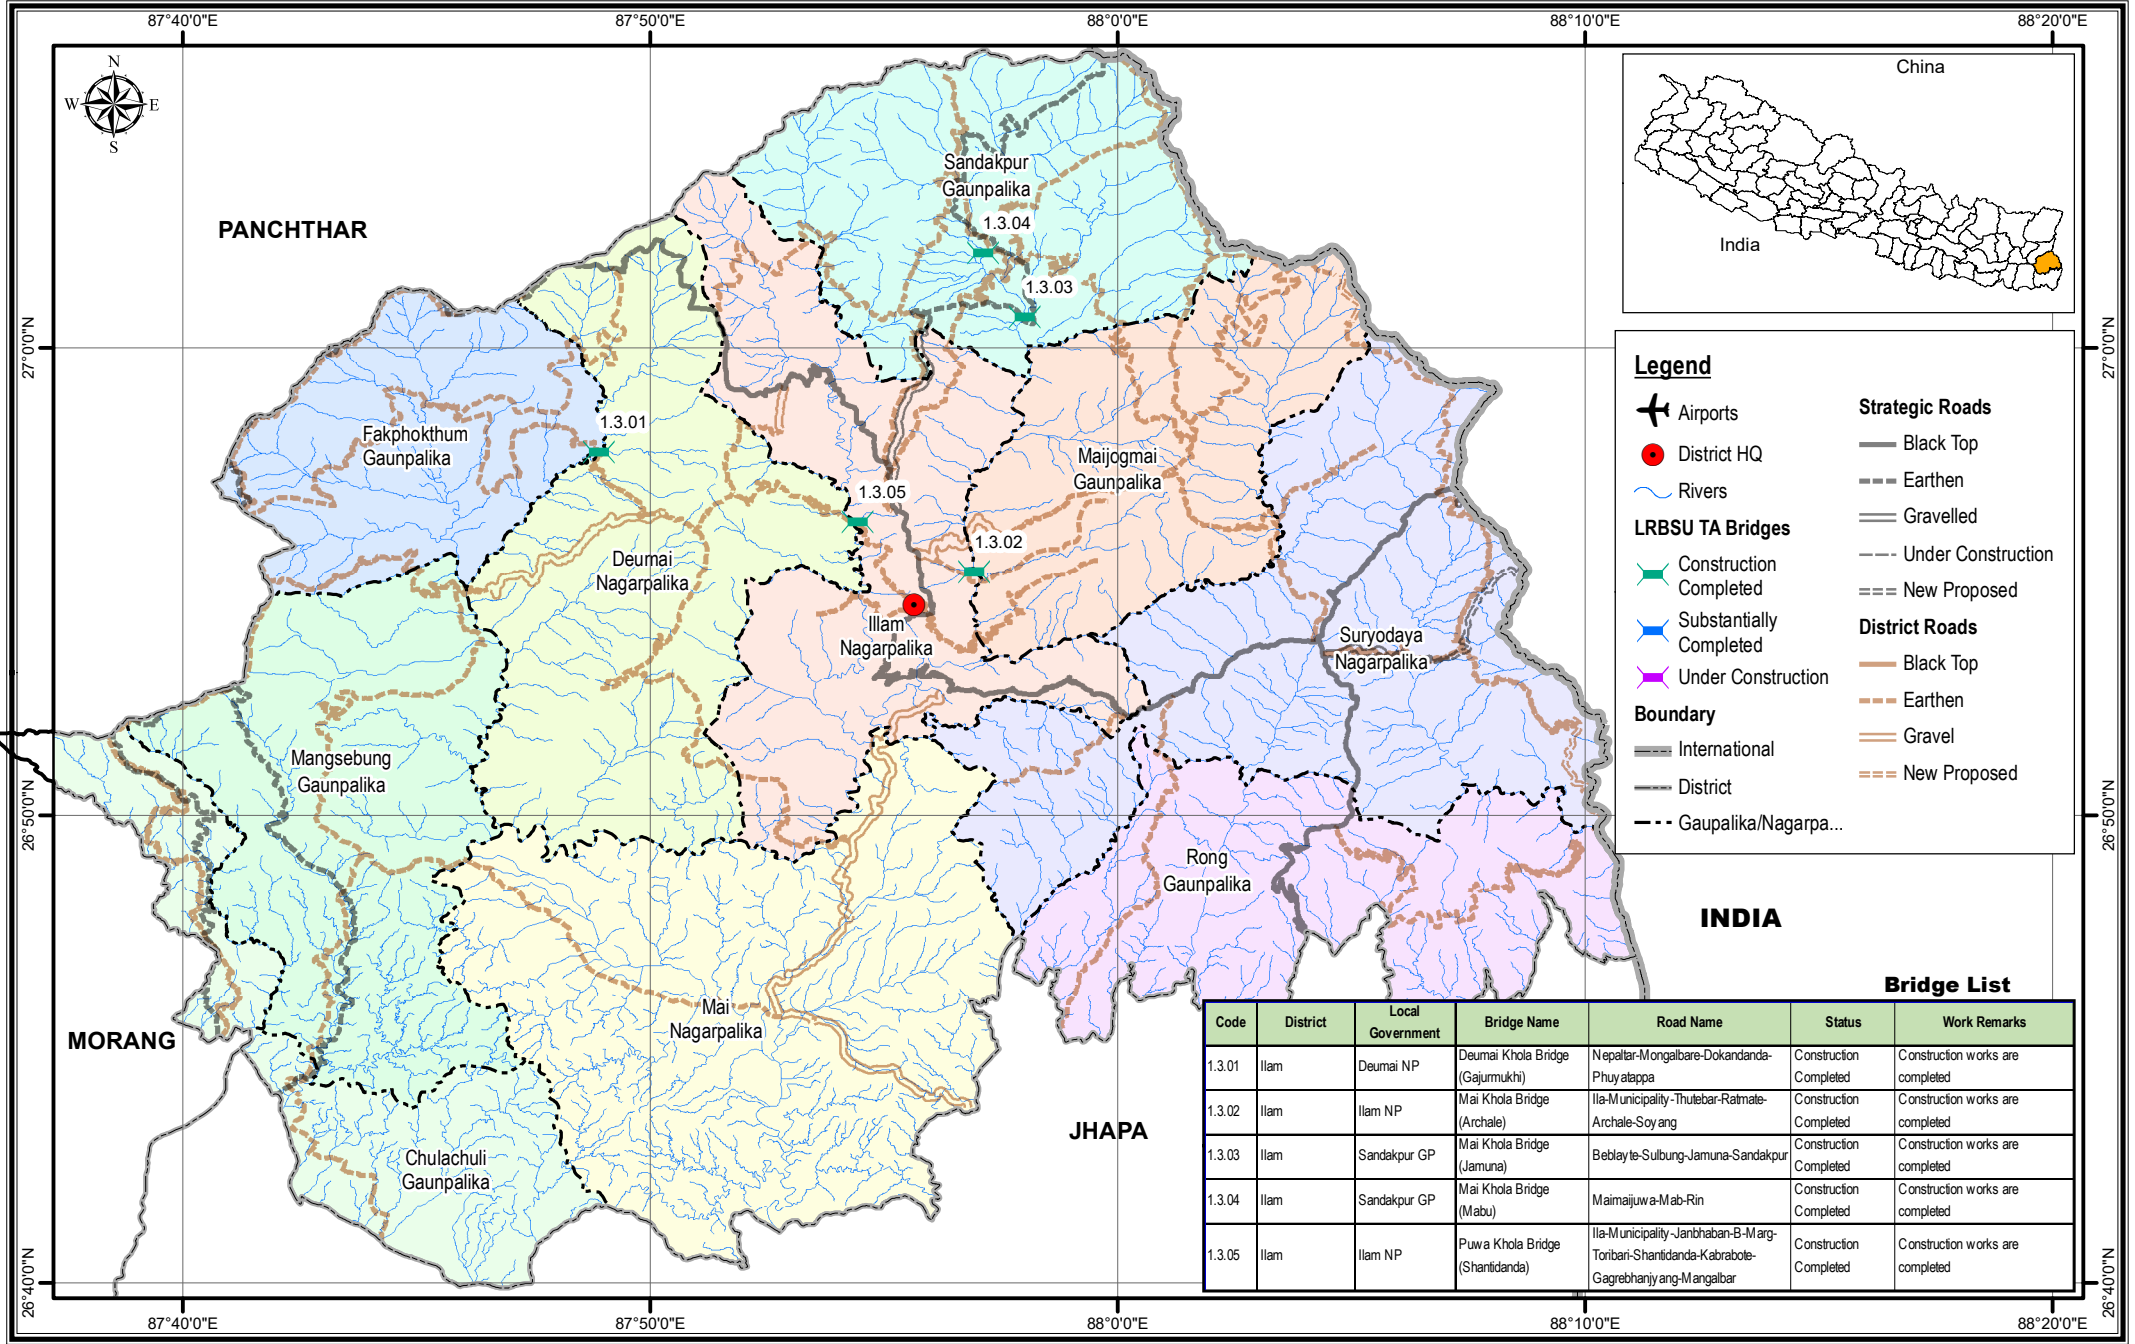 87°40'0"E
87°50'0"E
88°0'0"E
88°10'0"E
88°20'0"E
N
W
E
S
China
India
PANCHTHAR
Sandakpur
Gaunpalika
1.3.04
1.3.03
27°0'0"N
27°0'0"N
1.3.01
Fakphokthum
Gaunpalika
Maijogmai
Gaunpalika
1.3.05
1.3.02
Deumai
Nagarpalika
Illam
Nagarpalika
Suryodaya
Nagarpalika
Mangsebung
Gaunpalika
26°50'0"N
26°50'0"N
Rong
Gaunpalika
Mai
Nagarpalika
Chulachuli
Gaunpalika
MORANG
JHAPA
INDIA
26°40'0"N
26°40'0"N
Legend
Airports
District HQ
Rivers
LRBSU TA Bridges
Construction
Completed
Substantially
Completed
Under Construction
Boundary
International
District
Gaupalika/Nagarpa...
Strategic Roads
Black Top
Earthen
Gravelled
Under Construction
New Proposed
District Roads
Black Top
Earthen
Gravel
New Proposed
Bridge List
Code District Local Government Bridge Name Road Name Status Work Remarks
1.3.01 Ilam Deumai NP Deumai Khola Bridge (Gajurmukhi) Nepaltar-Mongalbare-Dokandanda-Phuyatappa Construction Completed Construction works are completed
1.3.02 Ilam Ilam NP Mai Khola Bridge (Archale) Ila-Municipality-Thutebar-Ratmate-Archale-Soyang Construction Completed Construction works are completed
1.3.03 Ilam Sandakpur GP Mai Khola Bridge (Jamuna) Beblayte-Sulbung-Jamuna-Sandakpur Construction Completed Construction works are completed
1.3.04 Ilam Sandakpur GP Mai Khola Bridge (Mabu) Maimaijuwa-Mab-Rin Construction Completed Construction works are completed
1.3.05 Ilam Ilam NP Puwa Khola Bridge (Shantidanda) Ila-Municipality-Janbhaban-B-Marg-Toribari-Shantidanda-Kabrabote-Gagrebhanjyang-Mangalbar Construction Completed Construction works are completed
87°40'0"E
87°50'0"E
88°0'0"E
88°10'0"E
88°20'0"E